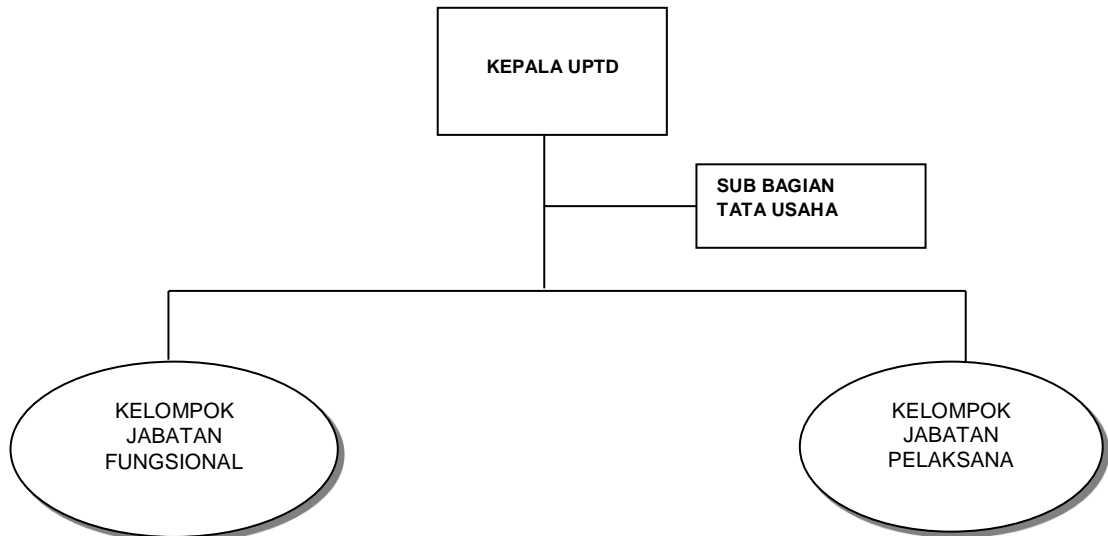 KEPALA UPTD
SUB BAGIAN
TATA USAHA
KELOMPOK
JABATAN
FUNGSIONAL
KELOMPOK
JABATAN
PELAKSANA